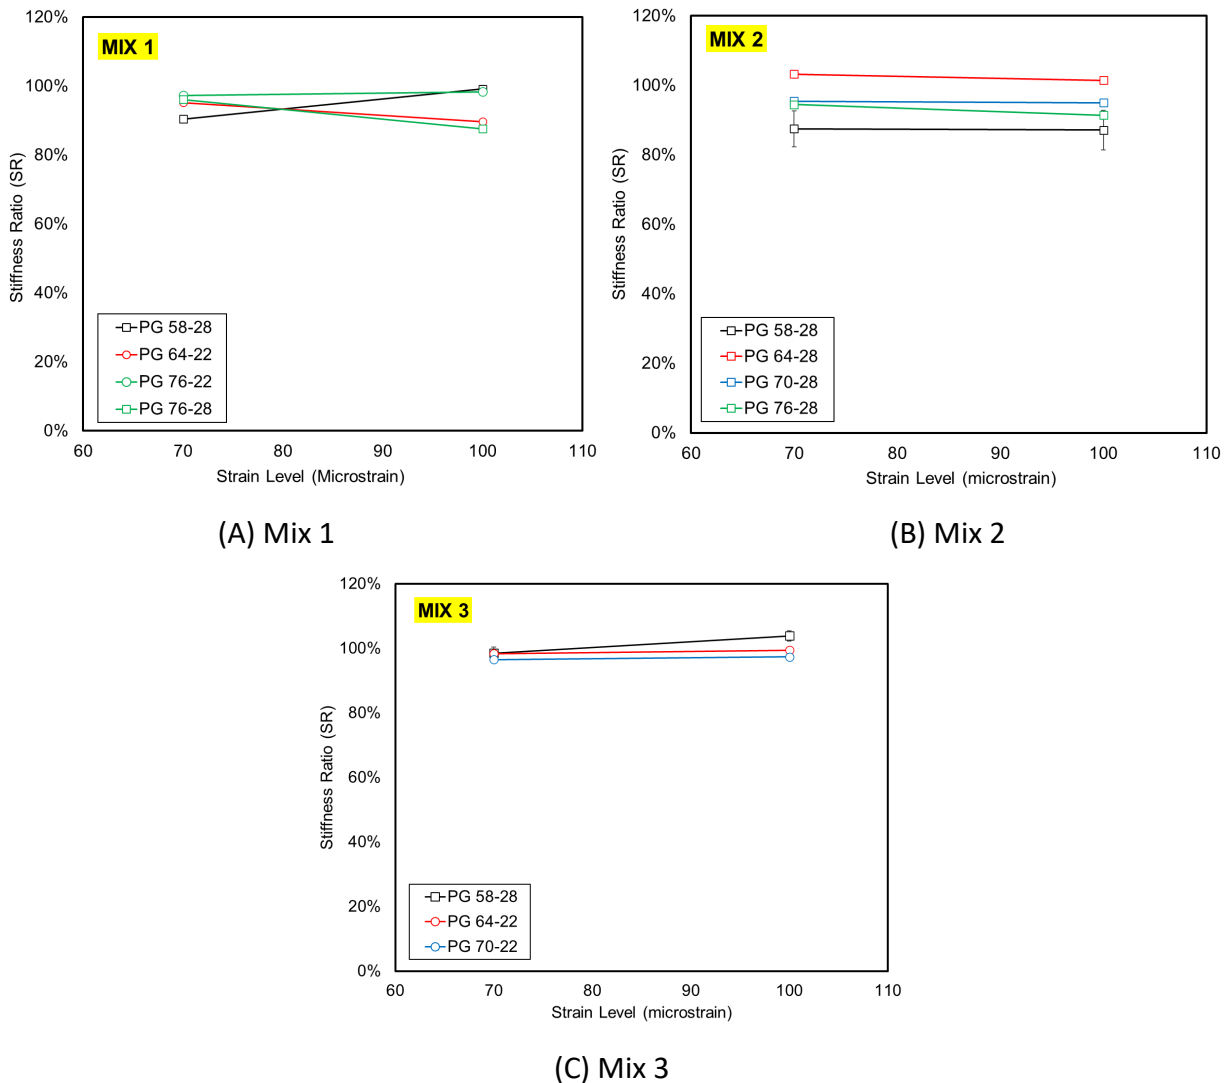 MIX 1
120%
100%
80%
60%
40%
20%
0%
Stiffness Ratio (SR)
PG 58-28
PG 64-22
PG 76-22
PG 76-28
60 70 80 90 100 110
Strain Level (Microstrain)
(A) Mix 1
MIX 2
120%
100%
80%
60%
40%
20%
0%
Stiffness Ratio (SR)
PG 58-28
PG 64-28
PG 70-28
PG 76-28
60 70 80 90 100 110
Strain Level (microstrain)
(B) Mix 2
MIX 3
120%
100%
80%
60%
40%
20%
0%
Stiffness Ratio (SR)
PG 58-28
PG 64-22
PG 70-22
60 70 80 90 100 110
Strain Level (microstrain)
(C) Mix 3